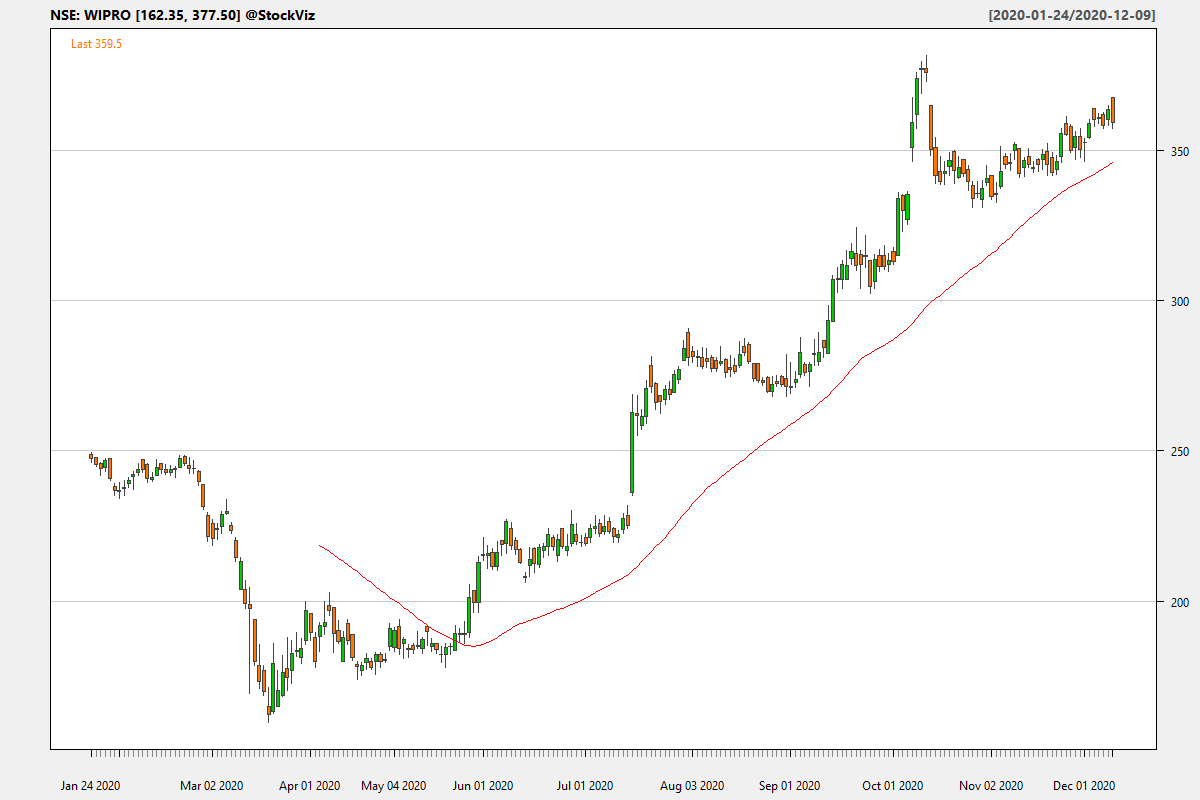 NSE: WIPRO [162.35, 377.50] @StockViz [2020-01-24/2020-12-09]
Last 359.5
350
300
250
200
Jan 24 2020 Mar 02 2020 Apr 01 2020 May 04 2020 Jun 01 2020 Jul 01 2020 Aug 03 2020 Sep 01 2020 Oct 01 2020 Nov 02 2020 Dec 01 2020